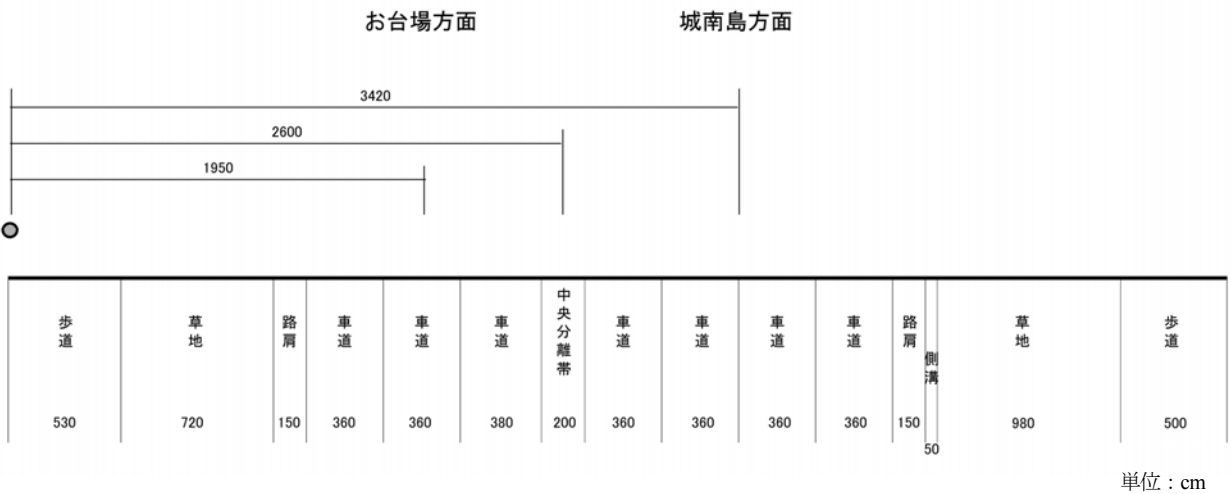 お台場方面
城南島方面
3420
2600
1950
歩道
草地
路肩
車道
車道
車道
中央分離帯
車道
車道
車道
車道
路肩
側溝
草地
歩道
530
720
150
360
360
380
200
360
360
360
360
150
50
980
500
単位：cm